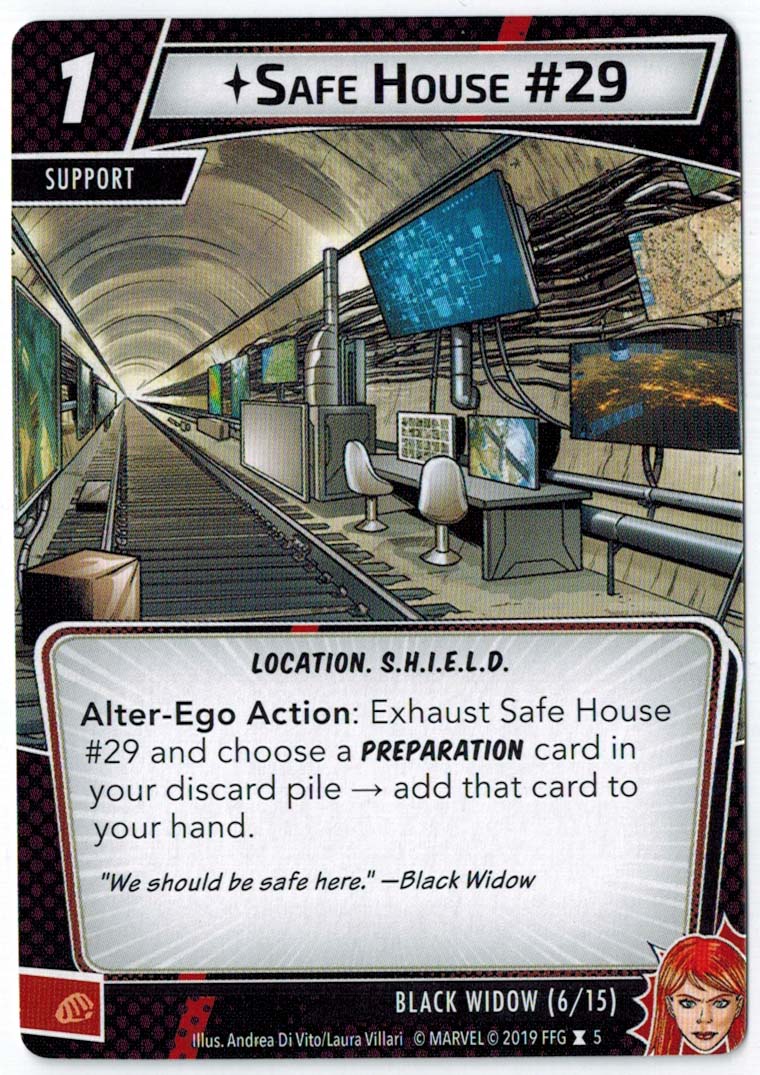 1
SAFE HOUSE #29
SUPPORT
LOCATION. S.H.I.E.L.D.
Alter-Ego Action: Exhaust Safe House
#29 and choose a PREPARATION card in
your discard pile → add that card to
your hand.
"We should be safe here." —Black Widow
BLACK WIDOW (6/15)
Illus. Andrea Di Vito/Laura Villari © MARVEL © 2019 FFG 5